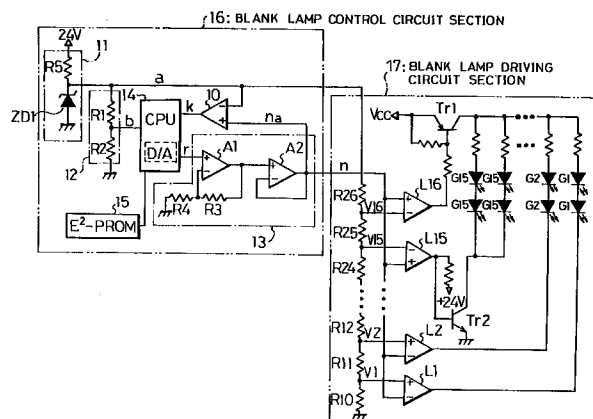 16: BLANK LAMP CONTROL CIRCUIT SECTION
24V
11
R5
ZD1
a
14
10
17: BLANK LAMP DRIVING CIRCUIT SECTION
R1
b
CPU
k
na
Vcc
Tr1
R2
D/A
r
A1
A2
n
12
R4
R3
R26
L16
G15
G15
G2
G1
V16
15
E²-PROM
13
R25
V15
L15
G15
G15
G2
G1
R24
+24V
Tr2
R12
V2
L2
R11
V1
L1
R10